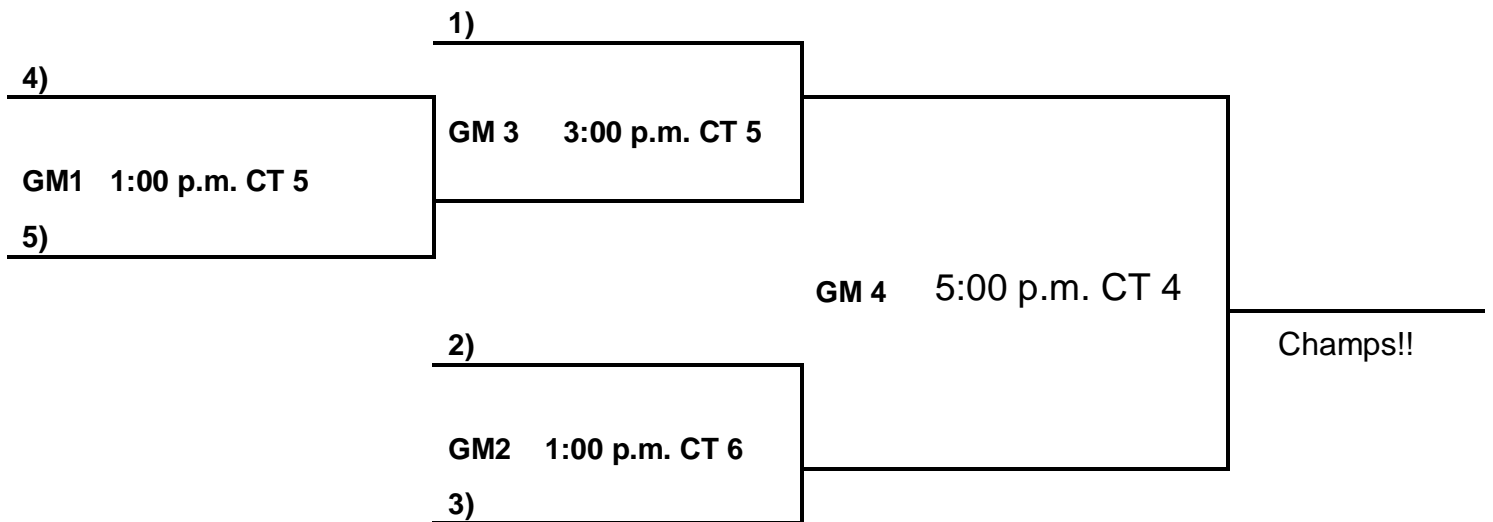 1)
4)
GM 3 3:00 p.m. CT 5
GM1 1:00 p.m. CT 5
5)
GM 4 5:00 p.m. CT 4
2)
Champs!!
GM2 1:00 p.m. CT 6
3)